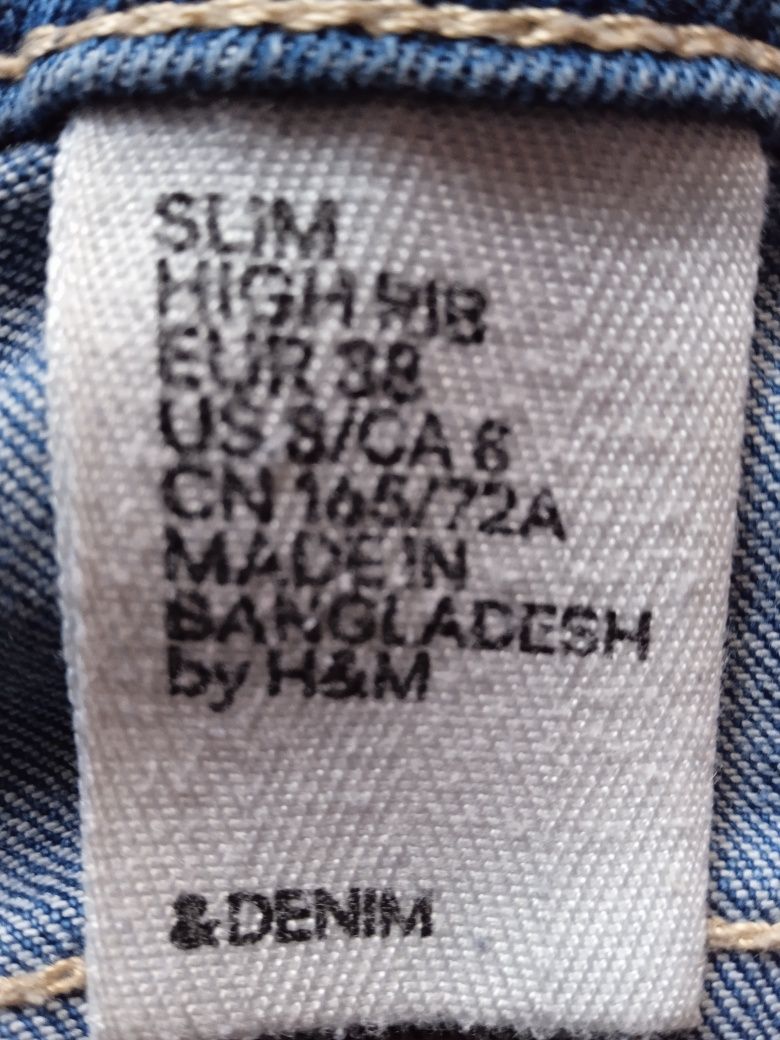 SLIM
HIGH
EUR 38
US 8/CA 6
CN 165/72A
MADE IN
BANGLADESH
by H&M
&DENIM